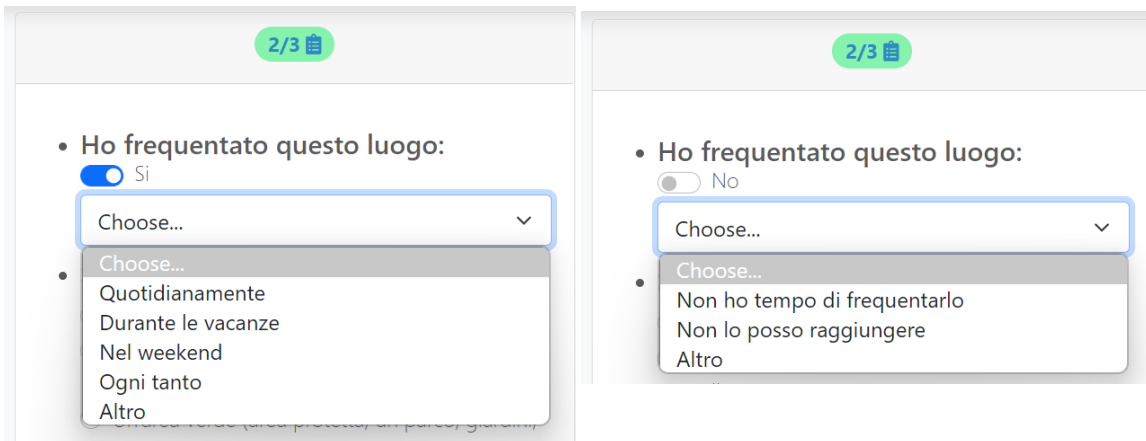 2/3
Ho frequentato questo luogo:
Si
Choose...
Choose...
Quotidianamente
Durante le vacanze
Nel weekend
Ogni tanto
Altro
2/3
Ho frequentato questo luogo:
No
Choose...
Choose...
Non ho tempo di frequentarlo
Non lo posso raggiungere
Altro